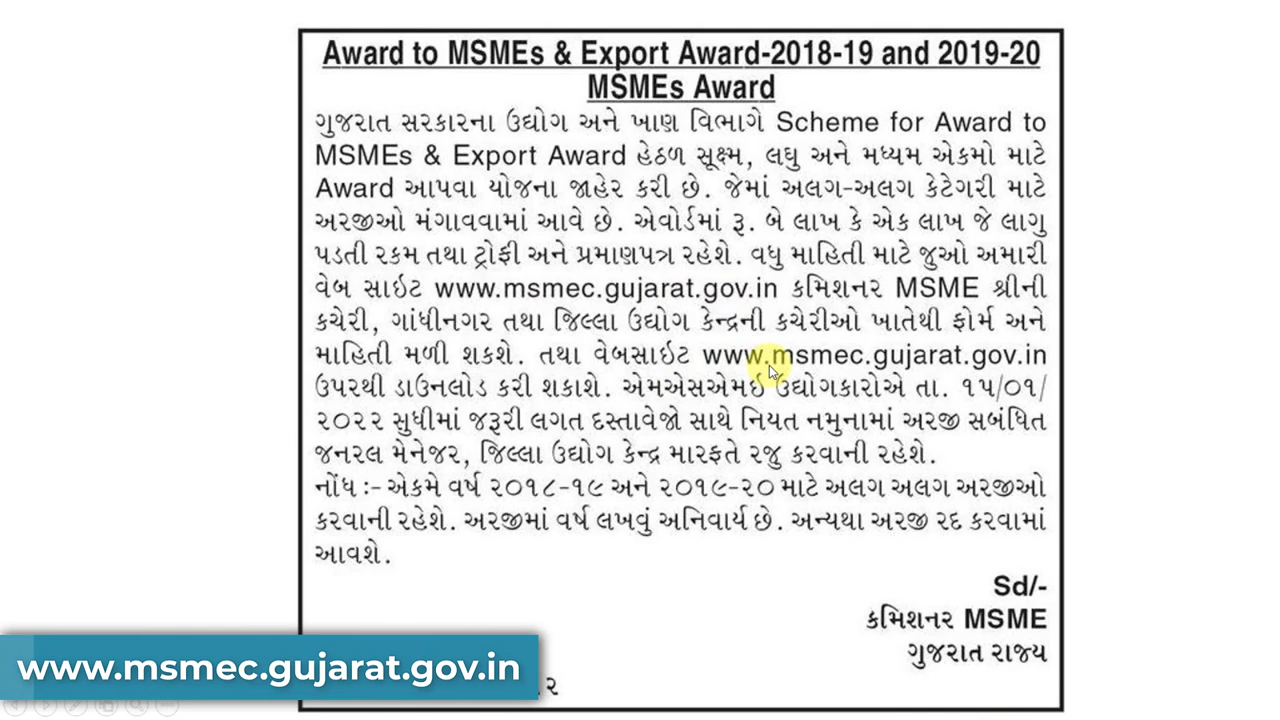 Award to MSMEs & Export Award-2018-19 and 2019-20
MSMEs Award
ગુજરાત સરકારના ઉદ્યોગ અને ખાણ વિભાગે Scheme for Award to
MSMEs & Export Award હેઠળ સૂક્ષ્મ, લઘુ અને મધ્યમ એકમો માટે
Award આપવા યોજના જાહેર કરી છે. જેમાં અલગ-અલગ કેટેગરી માટે
અરજીઓ મંગાવવામાં આવે છે. એવોર્ડમાં રૂ. બે લાખ કે એક લાખ જે લાગુ
પડતી રકમ તથા ટ્રોફી અને પ્રમાણપત્ર રહેશે. વધુ માહિતી માટે જુઓ અમારી
વેબ સાઇટ www.msmec.gujarat.gov.in કમિશનર MSME શ્રીની
કચેરી, ગાંધીનગર તથા જિલ્લા ઉદ્યોગ કેન્દ્રની કચેરીઓ ખાતેથી ફોર્મ અને
માહિતી મળી શકશે. તથા વેબસાઇટ www.msmec.gujarat.gov.in
ઉપરથી ડાઉનલોડ કરી શકાશે. એમએસએમઇ ઉદ્યોગકારોએ તા. ૧૫/૦૧/
૨૦૨૨ સુધીમાં જરૂરી લગત દસ્તાવેજો સાથે નિયત નમુનામાં અરજી સબંધિત
જનરલ મેનેજર, જિલ્લા ઉદ્યોગ કેન્દ્ર મારફતે રજુ કરવાની રહેશે.
નોંધ :- એકમે વર્ષ ૨૦૧૮-૧૯ અને ૨૦૧૯-૨૦ માટે અલગ અલગ અરજીઓ
કરવાની રહેશે. અરજીમાં વર્ષ લખવું અનિવાર્ય છે. અન્યથા અરજી રદ કરવામાં
આવશે.
Sd/-
કમિશનર MSME
ગુજરાત રાજ્ય
www.msmec.gujarat.gov.in